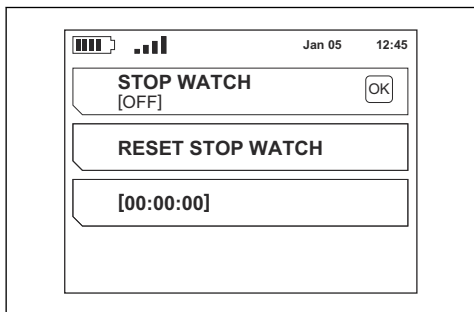 Jan 05 12:45
STOP WATCH
[OFF]
OK
RESET STOP WATCH
[00:00:00]